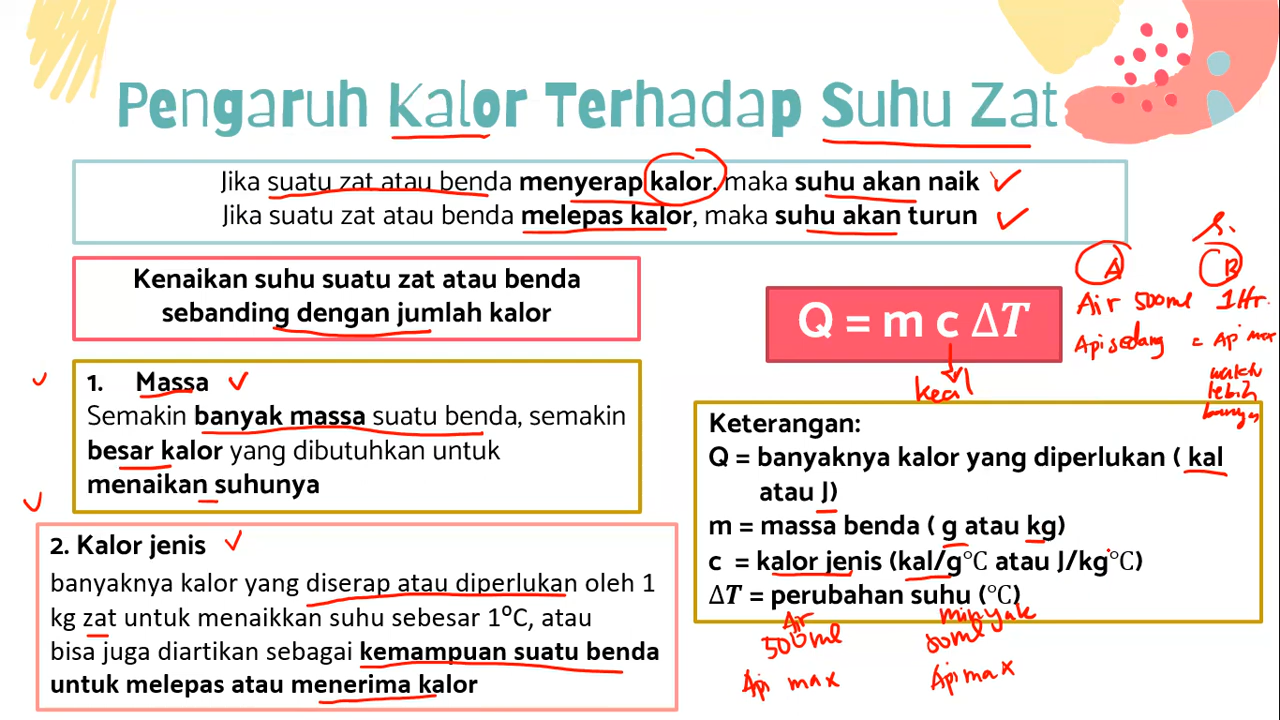 Pengaruh Kalor Terhadap Suhu Zat
Jika suatu zat atau benda menyerap kalor, maka suhu akan naik
Jika suatu zat atau benda melepas kalor, maka suhu akan turun
Kenaikan suhu suatu zat atau benda
sebanding dengan jumlah kalor
1. Massa
Semakin banyak massa suatu benda, semakin
besar kalor yang dibutuhkan untuk
menaikan suhunya
2. Kalor jenis
banyaknya kalor yang diserap atau diperlukan oleh 1
kg zat untuk menaikkan suhu sebesar 1°C, atau
bisa juga diartikan sebagai kemampuan suatu benda
untuk melepas atau menerima kalor
Q = m c ΔT
kecil
A B
Air 500ml 1 ltr.
Api sedang = Api max
waktu
lebih
Keterangan:
Q = banyaknya kalor yang diperlukan ( kal
atau J)
m = massa benda ( g atau kg)
c = kalor jenis (kal/g°C atau J/kg°C)
ΔT = perubahan suhu (°C)
Air minyak
500ml 500ml
Api max Api max